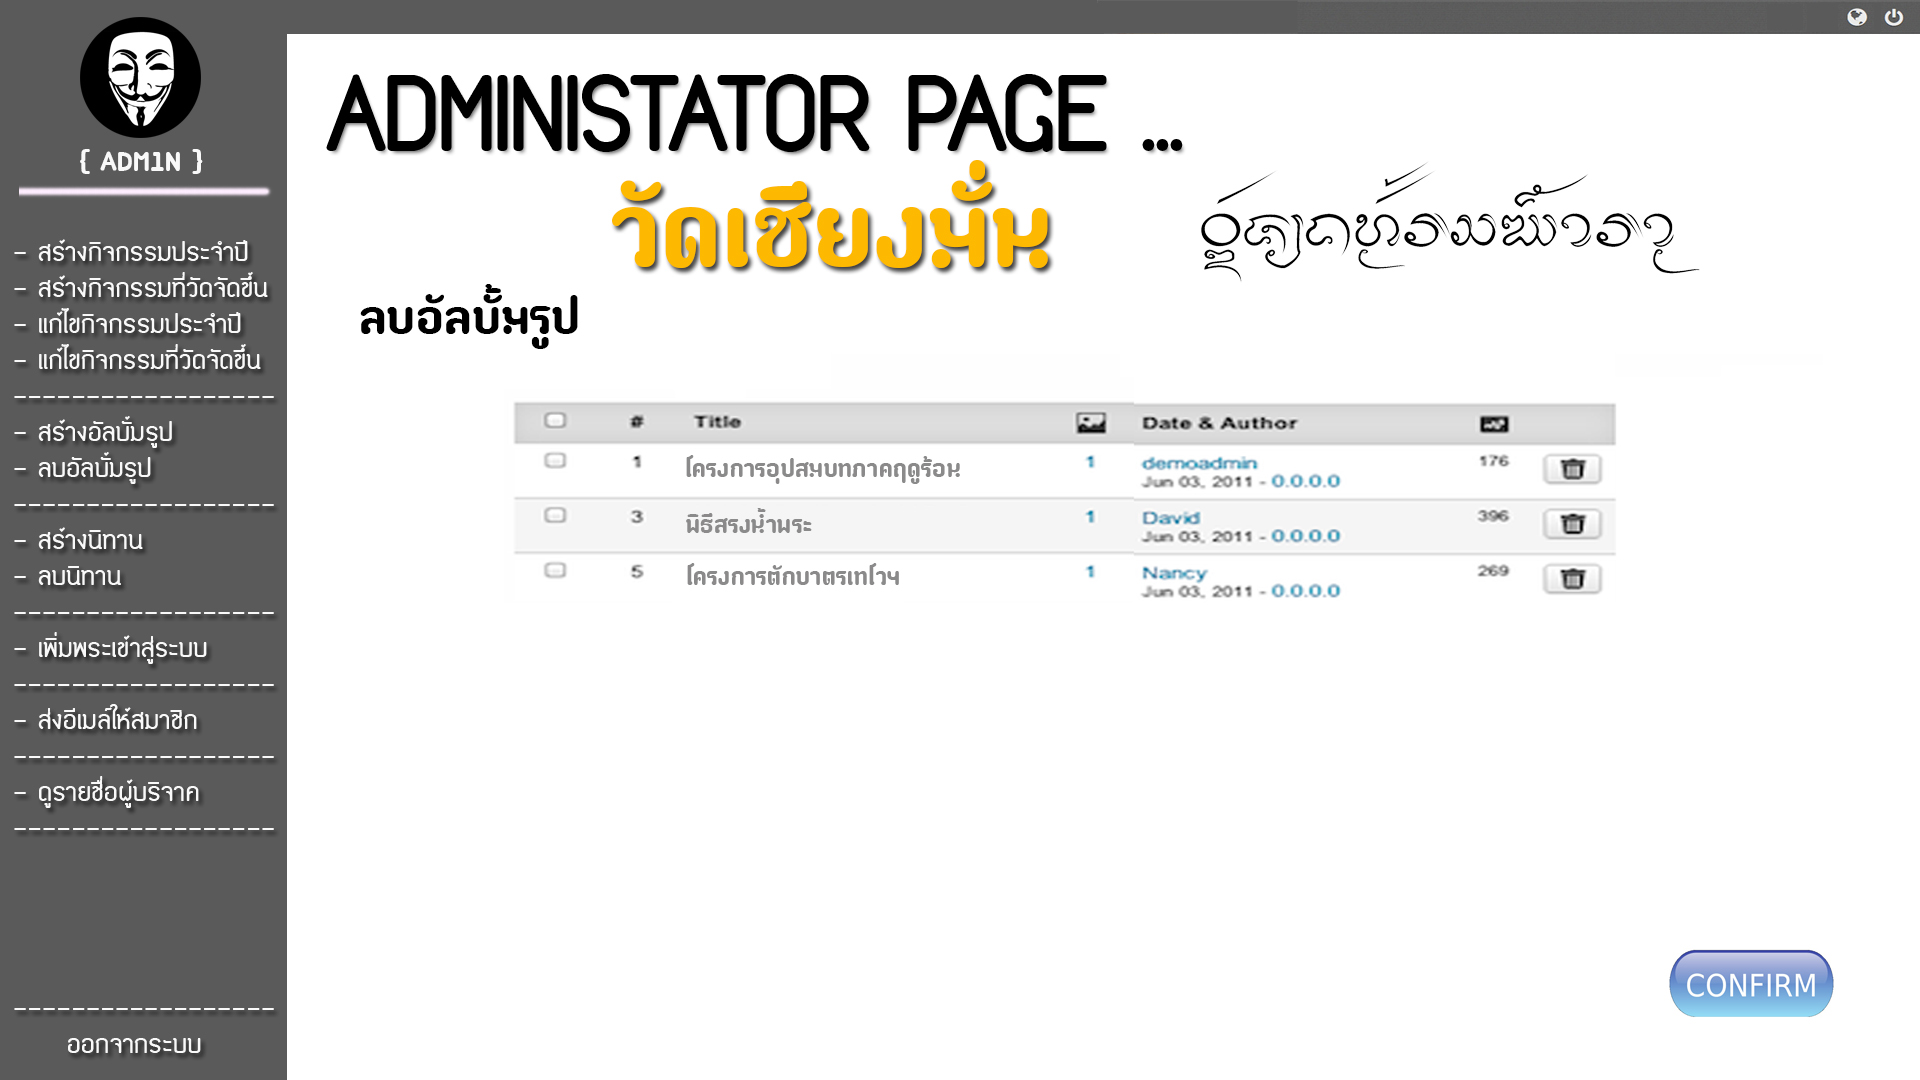 { ADM1N }
- สร้างกิจกรรมประจำปี
- สร้างกิจกรรมที่วัดจัดขึ้น
- แก้ไขกิจกรรมประจำปี
- แก้ไขกิจกรรมที่วัดจัดขึ้น
------------------
- สร้างอัลบั้มรูป
- ลบอัลบั้มรูป
------------------
- สร้างนิทาน
- ลบนิทาน
------------------
- เพิ่มพระเข้าสู่ระบบ
------------------
- ส่งอีเมล์ให้สมาชิก
------------------
- ดูรายชื่อผู้บริจาค
------------------
------------------
ออกจากระบบ
ADMINISTATOR PAGE ...
วัดเชียงมั่น
ลบอัลบั้มรูป
# Title Date & Author
1 โครงการอุปสมบทภาคฤดูร้อน 1 demoadmin 176
Jun 03, 2011 - 0.0.0.0
3 พิธีสรงน้ำพระ 1 David 396
Jun 03, 2011 - 0.0.0.0
5 โครงการตักบาตรเทโวฯ 1 Nancy 269
Jun 03, 2011 - 0.0.0.0
CONFIRM